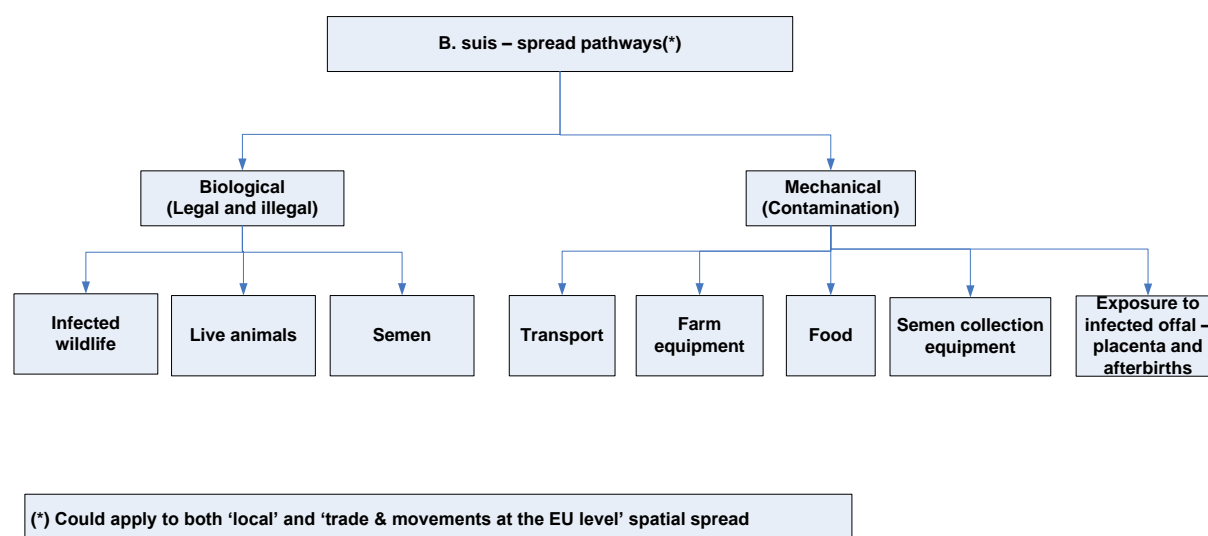 B. suis – spread pathways(*)
Biological
(Legal and illegal)
Mechanical
(Contamination)
Infected
wildlife
Live animals
Semen
Transport
Farm
equipment
Food
Semen collection
equipment
Exposure to
infected offal –
placenta and
afterbirths
(*) Could apply to both ‘local’ and ‘trade & movements at the EU level’ spatial spread